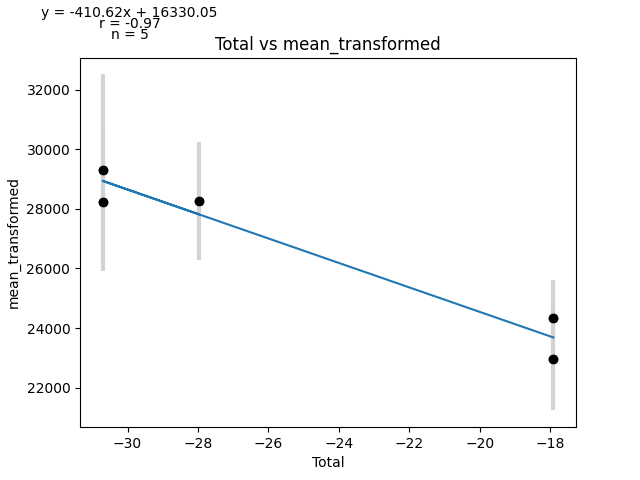 y = -410.62x + 16330.05
r = -0.97
n = 5
Total vs mean_transformed
32000
30000
28000
26000
24000
22000
mean_transformed
−30
−28
−26
−24
−22
−20
−18
Total